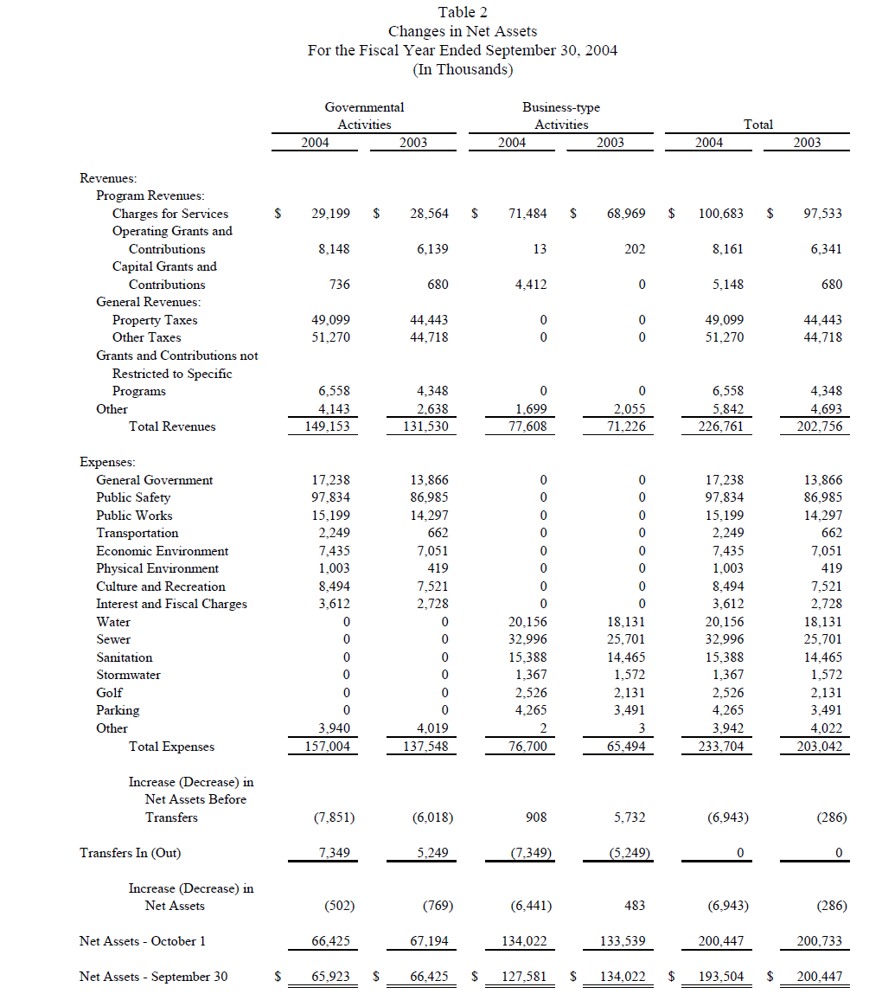 Table 2
Changes in Net Assets
For the Fiscal Year Ended September 30, 2004
(In Thousands)
Governmental Business-type
Activities Activities Total
2004 2003 2004 2003 2004 2003
Revenues:
Program Revenues:
Charges for Services $ 29,199 $ 28,564 $ 71,484 $ 68,969 $ 100,683 $ 97,533
Operating Grants and
Contributions 8,148 6,139 13 202 8,161 6,341
Capital Grants and
Contributions 736 680 4,412 0 5,148 680
General Revenues:
Property Taxes 49,099 44,443 0 0 49,099 44,443
Other Taxes 51,270 44,718 0 0 51,270 44,718
Grants and Contributions not
Restricted to Specific
Programs 6,558 4,348 0 0 6,558 4,348
Other 4,143 2,638 1,699 2,055 5,842 4,693
Total Revenues 149,153 131,530 77,608 71,226 226,761 202,756
Expenses:
General Government 17,238 13,866 0 0 17,238 13,866
Public Safety 97,834 86,985 0 0 97,834 86,985
Public Works 15,199 14,297 0 0 15,199 14,297
Transportation 2,249 662 0 0 2,249 662
Economic Environment 7,435 7,051 0 0 7,435 7,051
Physical Environment 1,003 419 0 0 1,003 419
Culture and Recreation 8,494 7,521 0 0 8,494 7,521
Interest and Fiscal Charges 3,612 2,728 0 0 3,612 2,728
Water 0 0 20,156 18,131 20,156 18,131
Sewer 0 0 32,996 25,701 32,996 25,701
Sanitation 0 0 15,388 14,465 15,388 14,465
Stormwater 0 0 1,367 1,572 1,367 1,572
Golf 0 0 2,526 2,131 2,526 2,131
Parking 0 0 4,265 3,491 4,265 3,491
Other 3,940 4,019 2 3 3,942 4,022
Total Expenses 157,004 137,548 76,700 65,494 233,704 203,042
Increase (Decrease) in
Net Assets Before
Transfers (7,851) (6,018) 908 5,732 (6,943) (286)
Transfers In (Out) 7,349 5,249 (7,349) (5,249) 0 0
Increase (Decrease) in
Net Assets (502) (769) (6,441) 483 (6,943) (286)
Net Assets - October 1 66,425 67,194 134,022 133,539 200,447 200,733
Net Assets - September 30 $ 65,923 $ 66,425 $ 127,581 $ 134,022 $ 193,504 $ 200,447